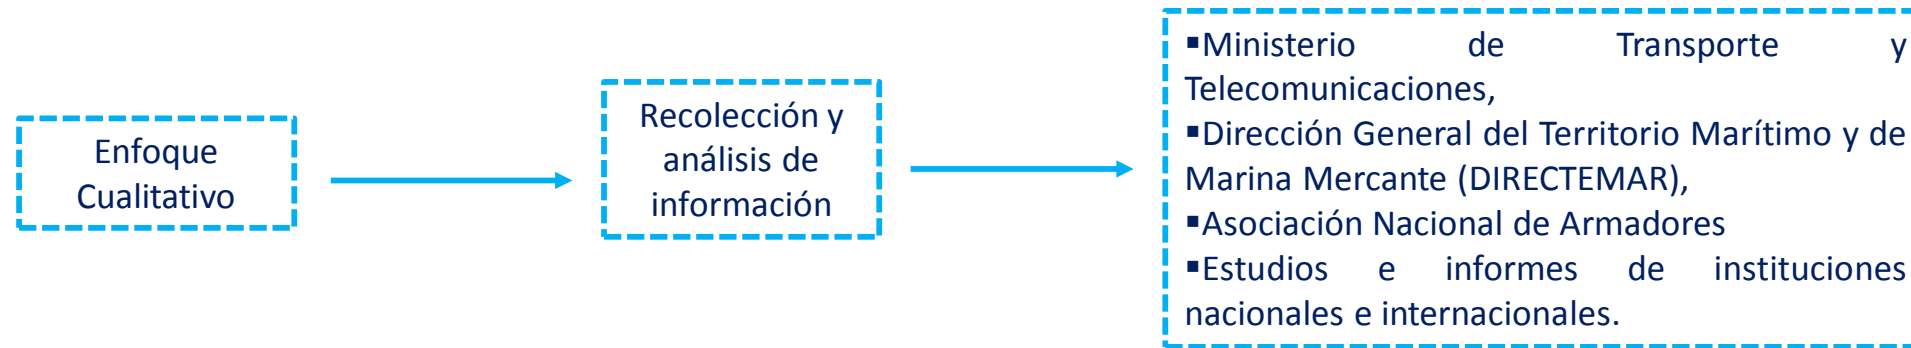 Enfoque
Cualitativo
Recolección y
análisis de
información
▪Ministerio de Transporte y
Telecomunicaciones,
▪Dirección General del Territorio Marítimo y de
Marina Mercante (DIRECTEMAR),
▪Asociación Nacional de Armadores
▪Estudios e informes de instituciones
nacionales e internacionales.